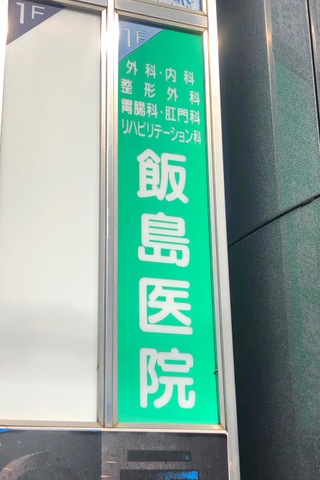 1F
1F
外科・内科
整形外科
胃腸科・肛門科
リハビリテーション科
飯島医院